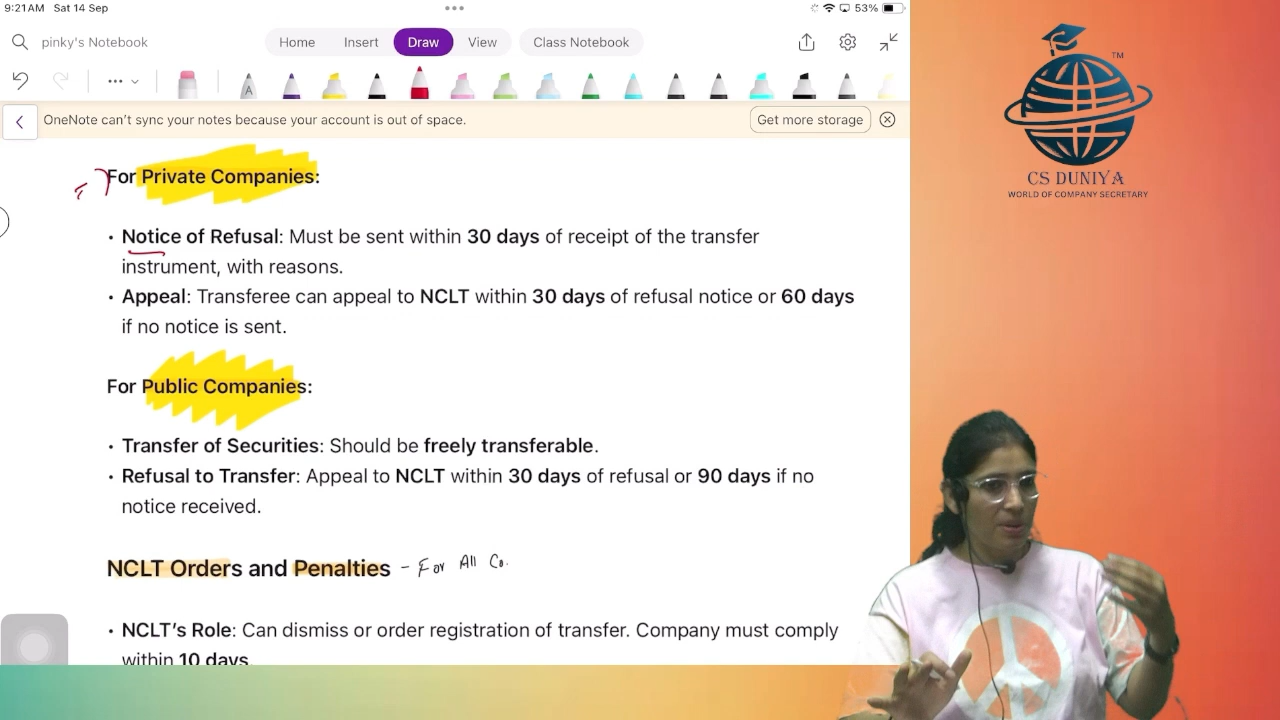 9:21AM Sat 14 Sep
53%
pinky's Notebook
Home Insert Draw View Class Notebook
A
OneNote can't sync your notes because your account is out of space.
Get more storage
For Private Companies:
• Notice of Refusal: Must be sent within 30 days of receipt of the transfer
instrument, with reasons.
• Appeal: Transferee can appeal to NCLT within 30 days of refusal notice or 60 days
if no notice is sent.
For Public Companies:
• Transfer of Securities: Should be freely transferable.
• Refusal to Transfer: Appeal to NCLT within 30 days of refusal or 90 days if no
notice received.
NCLT Orders and Penalties - For All Co.
• NCLT's Role: Can dismiss or order registration of transfer. Company must comply
within 10 days.
TM
CS DUNIYA
WORLD OF COMPANY SECRETARY